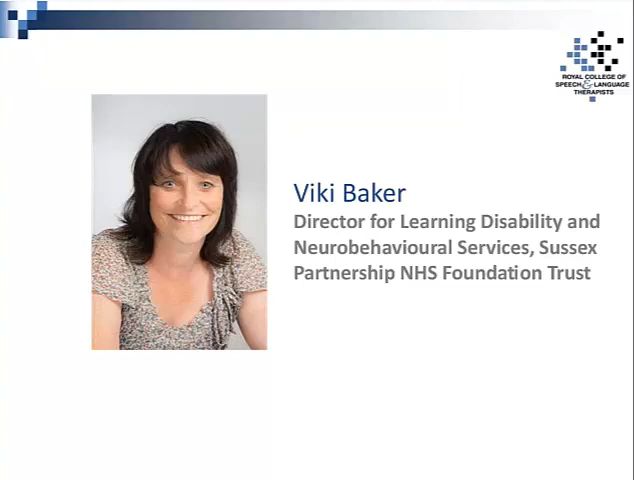 ROYAL COLLEGE OF
SPEECH & LANGUAGE
THERAPISTS
Viki Baker
Director for Learning Disability and
Neurobehavioural Services, Sussex
Partnership NHS Foundation Trust